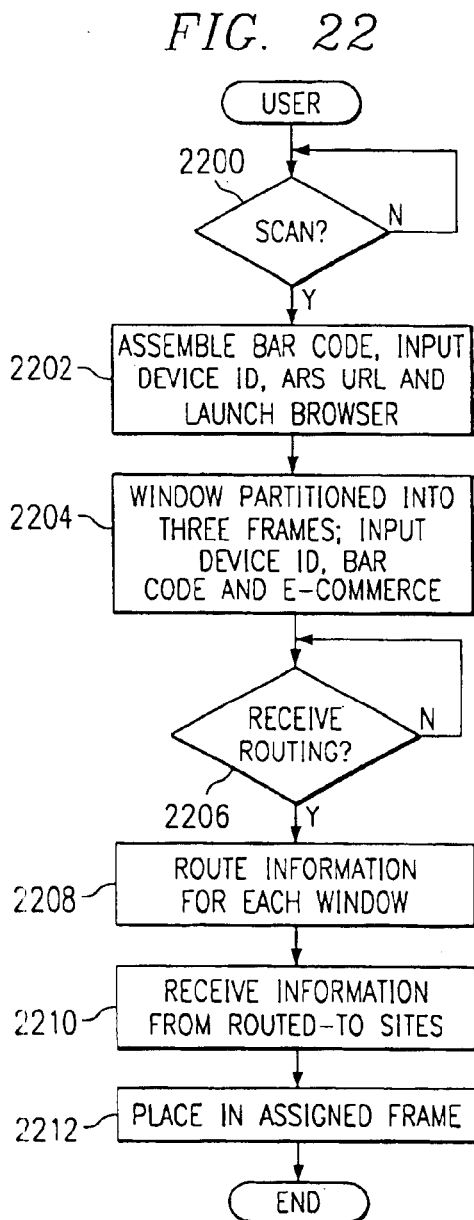 FIG. 22
USER
2200
SCAN?
N
Y
2202
ASSEMBLE BAR CODE, INPUT
DEVICE ID, ARS URL AND
LAUNCH BROWSER
2204
WINDOW PARTITIONED INTO
THREE FRAMES; INPUT
DEVICE ID, BAR
CODE AND E-COMMERCE
RECEIVE
ROUTING?
N
2206
Y
2208
ROUTE INFORMATION
FOR EACH WINDOW
2210
RECEIVE INFORMATION
FROM ROUTED-TO SITES
2212
PLACE IN ASSIGNED FRAME
END